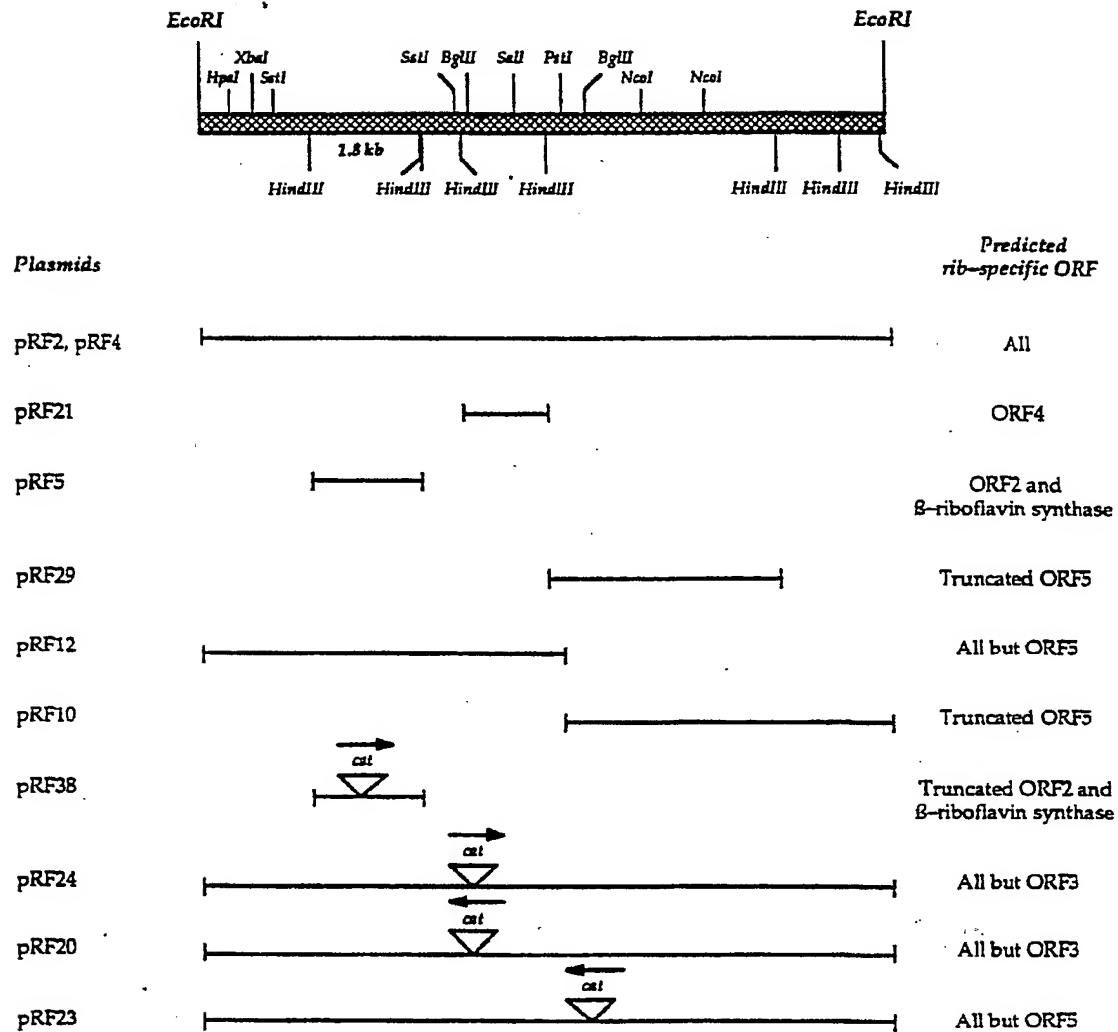 EcoRI EcoRI
XbaI SstI BglII SalI PstI BglII
HpaI SstI NcoI NcoI
1.8 kb
HindIII HindIII HindIII HindIII HindIII HindIII HindIII
Plasmids Predicted
rib-specific ORF
pRF2, pRF4 All
pRF21 ORF4
pRF5 ORF2 and
ß-riboflavin synthase
pRF29 Truncated ORF5
pRF12 All but ORF5
pRF10 Truncated ORF5
cat
pRF38 Truncated ORF2 and
ß-riboflavin synthase
cat
pRF24 All but ORF3
cat
pRF20 All but ORF3
cat
pRF23 All but ORF5